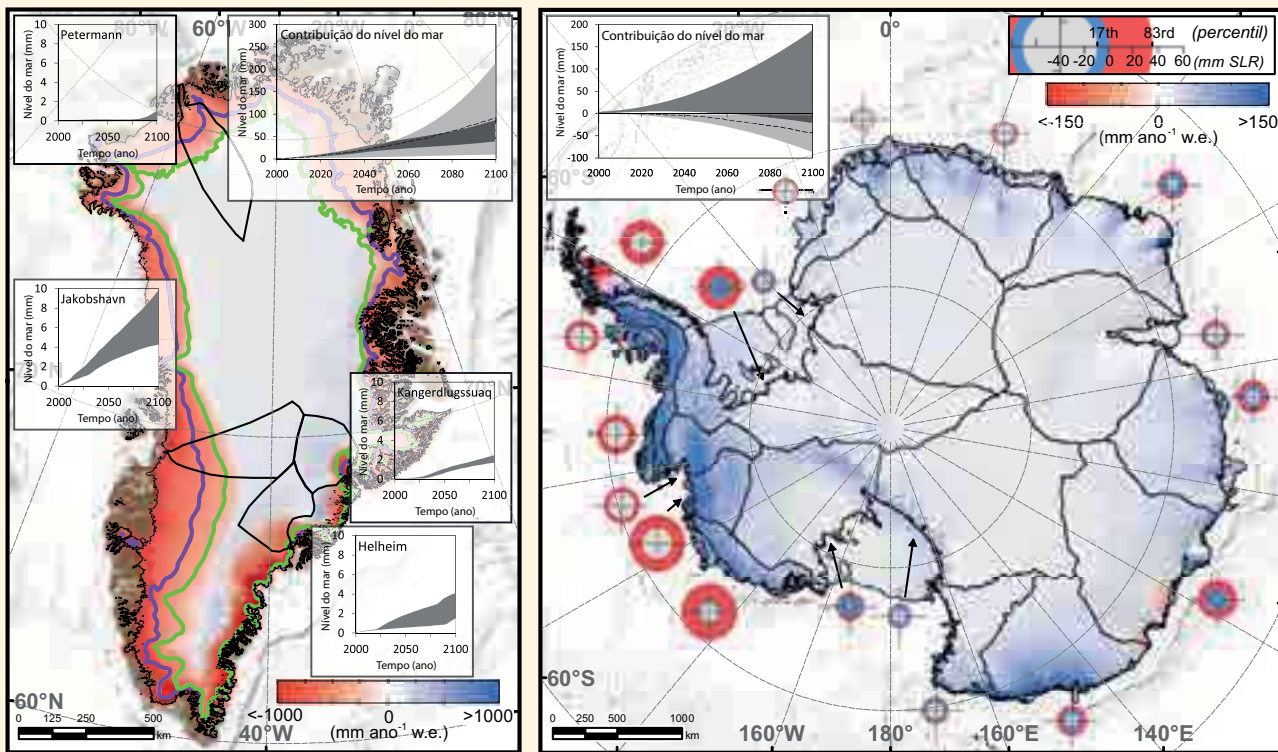 80°W
60°W
40°W
20°W
80°N
Petermann
Nível do mar (mm)
10
8
6
4
2
0
2000
2050
2100
Tempo (ano)
Contribuição do nível do mar
Nível do mar (mm)
300
250
200
150
100
50
0
2000
2020
2040
2060
2080
2100
Tempo (ano)
Jakobshavn
Nível do mar (mm)
10
8
6
4
2
0
2000
2050
2100
Tempo (ano)
70°N
Kangerdlugssuaq
Nível do mar (mm)
10
8
6
4
2
0
2000
2050
2100
Tempo (ano)
Helheim
Nível do mar (mm)
10
8
6
4
2
0
2000
2050
2100
Tempo (ano)
60°N
40°W
<-1000
0
>1000
(mm ano⁻¹ w.e.)
0
125
250
500
km
20°W
0°
Contribuição do nível do mar
Nível do mar (mm)
200
150
100
50
0
-50
-100
2000
2020
2040
2060
2080
2100
Tempo (ano)
17th
83rd
(percentil)
-40
-20
0
20
40
60
(mm SLR)
<-150
0
>150
(mm ano⁻¹ w.e.)
60°S
60°S
160°W
180°W
160°E
140°E
0
250
500
1000
km